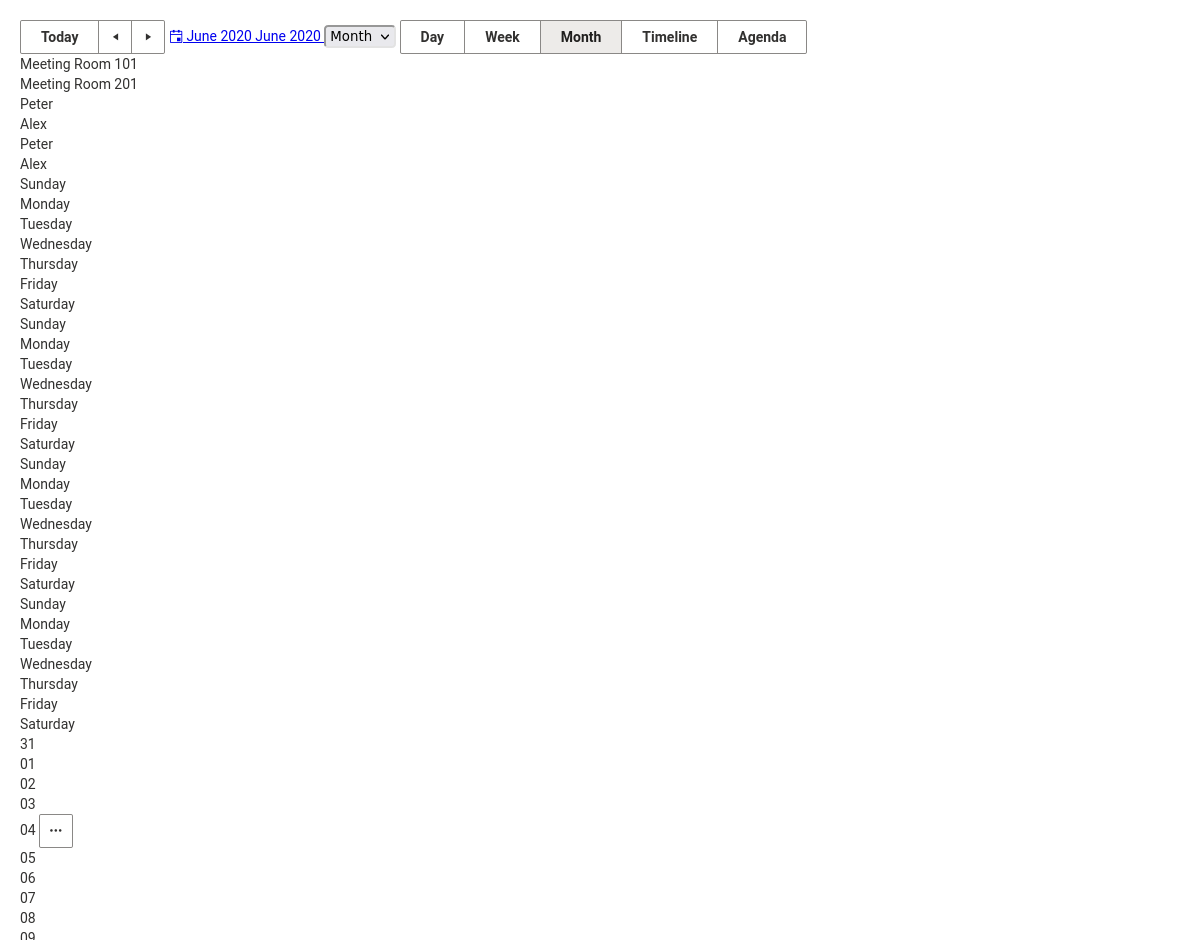 Today June 2020 June 2020 Month Day Week Month Timeline Agenda
Meeting Room 101
Meeting Room 201
Peter
Alex
Peter
Alex
Sunday
Monday
Tuesday
Wednesday
Thursday
Friday
Saturday
Sunday
Monday
Tuesday
Wednesday
Thursday
Friday
Saturday
Sunday
Monday
Tuesday
Wednesday
Thursday
Friday
Saturday
Sunday
Monday
Tuesday
Wednesday
Thursday
Friday
Saturday
31
01
02
03
04
05
06
07
08
09